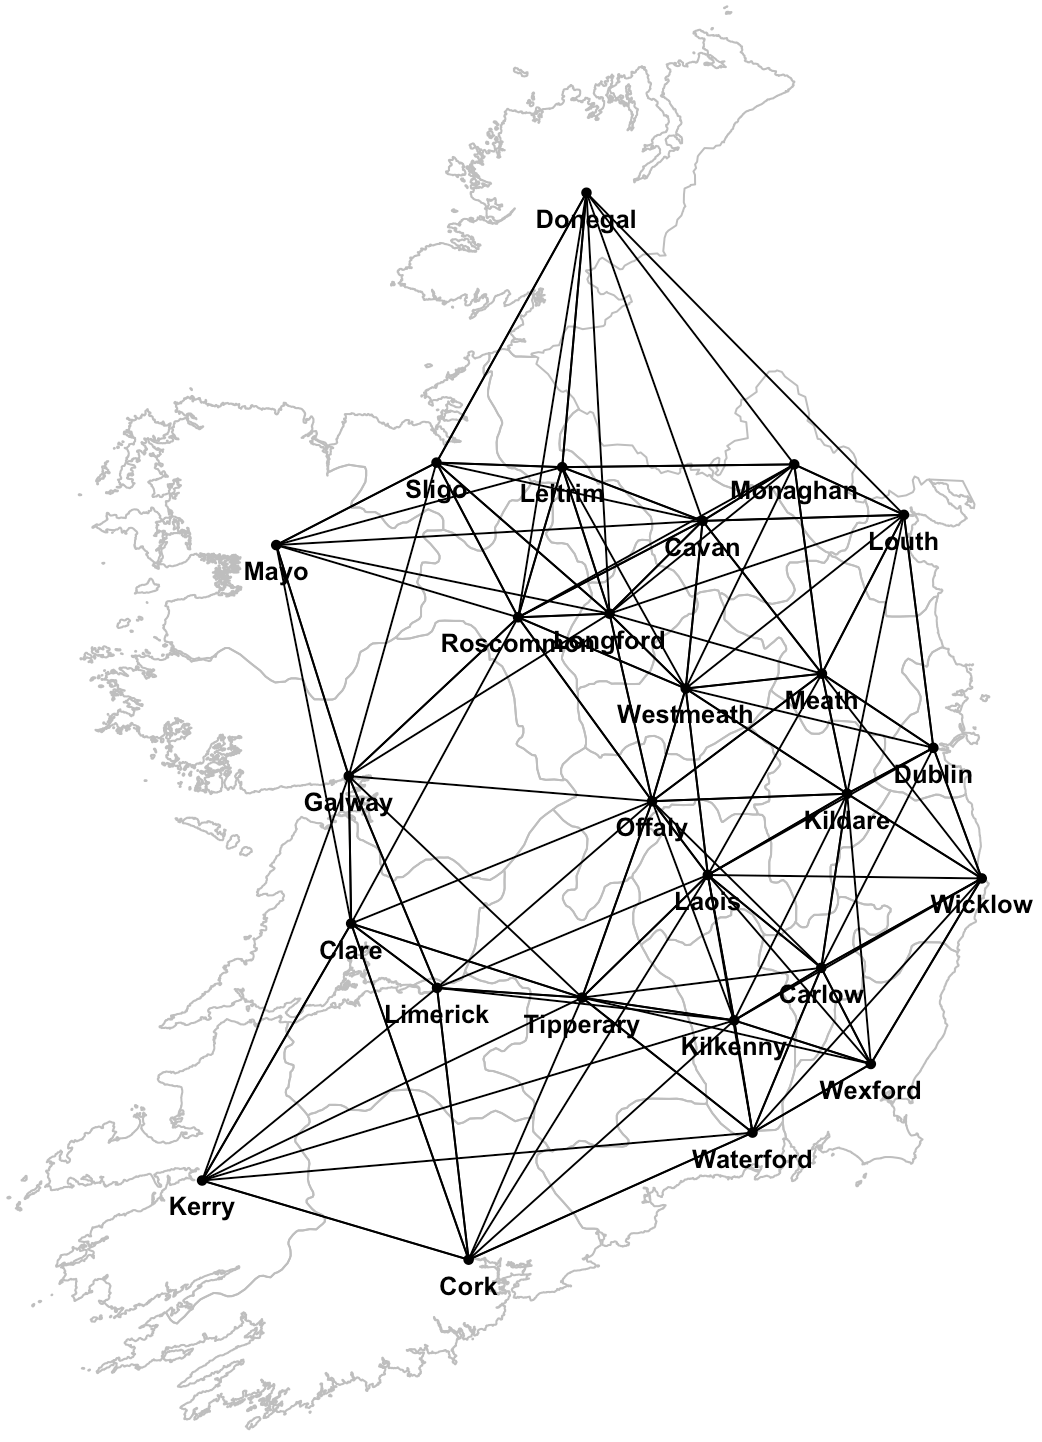 Donegal
Sligo
Leitrim
Monaghan
Louth
Cavan
Mayo
Roscommon
Longford
Westmeath
Meath
Dublin
Galway
Offaly
Kildare
Laois
Wicklow
Clare
Carlow
Limerick
Tipperary
Kilkenny
Wexford
Waterford
Kerry
Cork